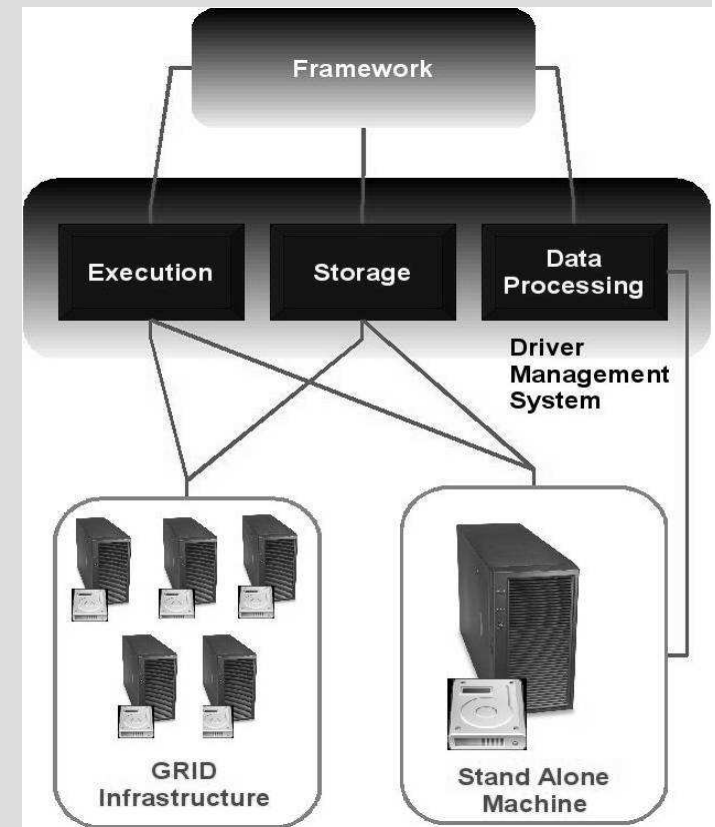 Framework
Execution
Storage
Data
Processing
Driver
Management
System
GRID
Infrastructure
Stand Alone
Machine